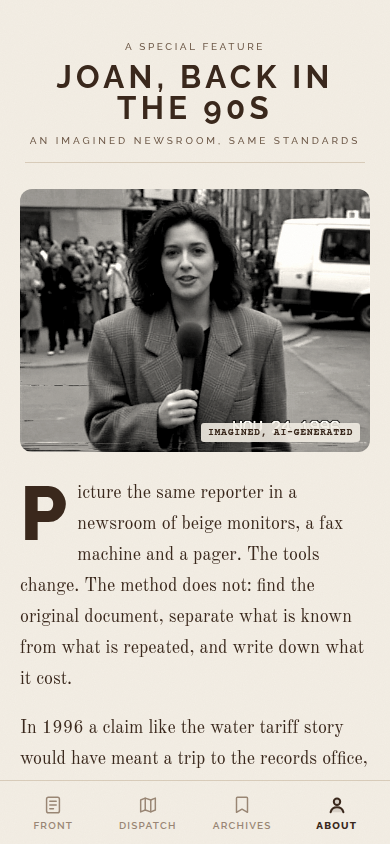 A SPECIAL FEATURE
JOAN, BACK IN
THE 90S
AN IMAGINED NEWSROOM, SAME STANDARDS
IMAGINED, AI-GENERATED
Picture the same reporter in a
newsroom of beige monitors, a fax
machine and a pager. The tools
change. The method does not: find the
original document, separate what is known
from what is repeated, and write down what
it cost.
In 1996 a claim like the water tariff story
would have meant a trip to the records office,
FRONT
DISPATCH
ARCHIVES
ABOUT